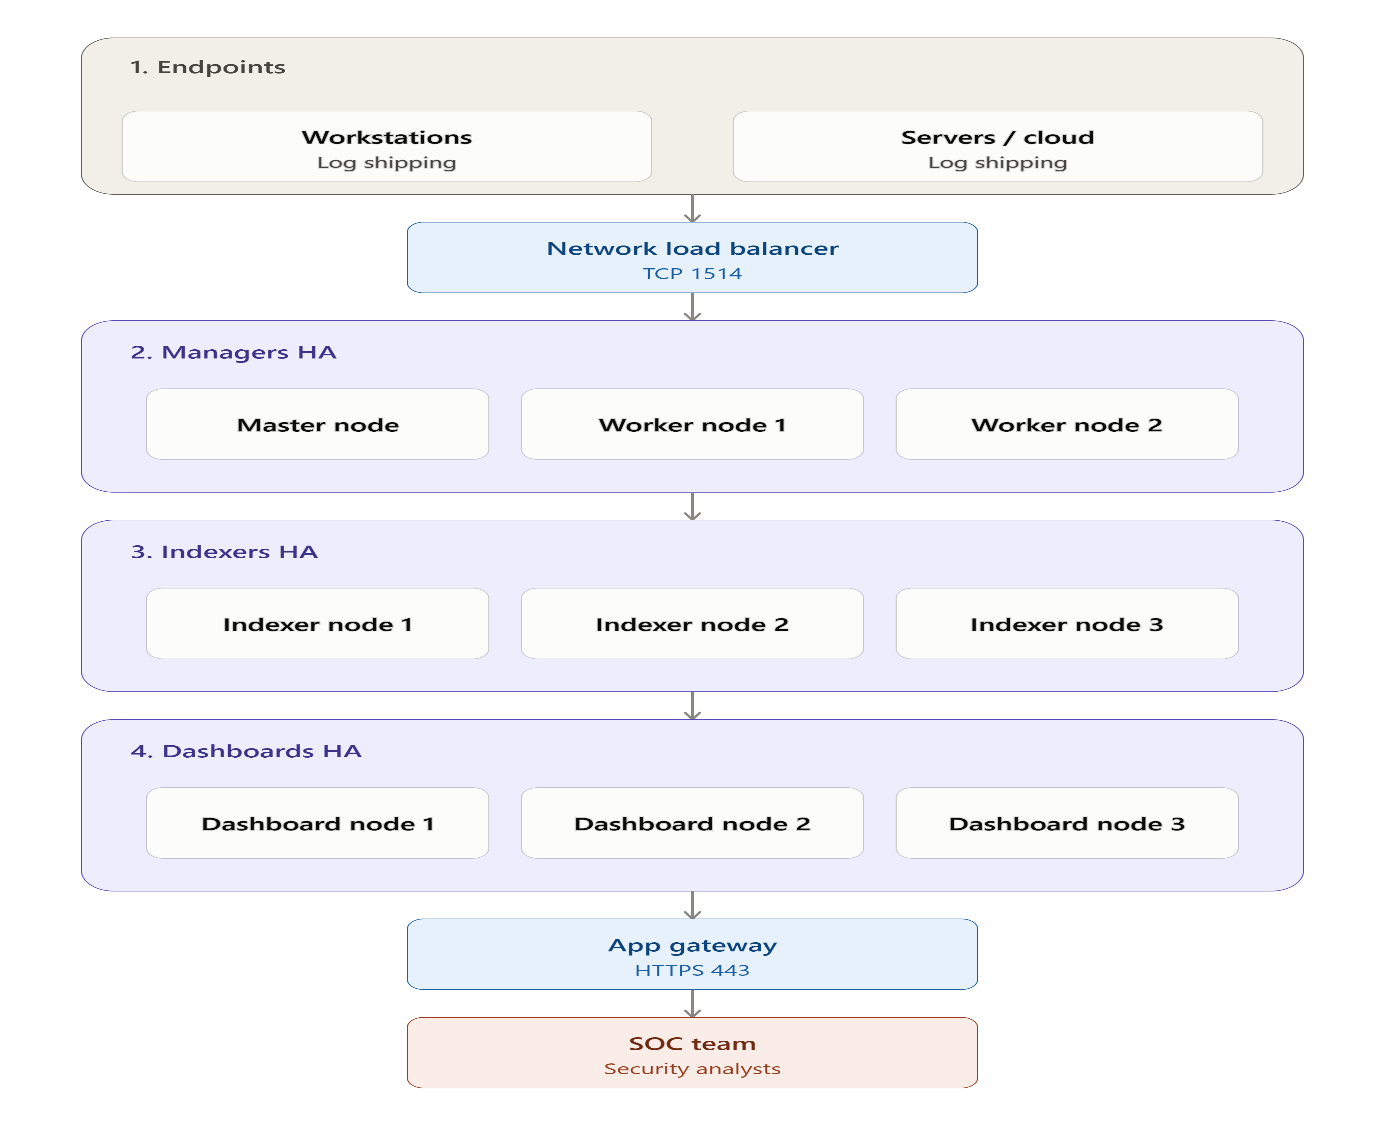 1. Endpoints
Workstations
Log shipping
Servers / cloud
Log shipping
Network load balancer
TCP 1514
2. Managers HA
Master node
Worker node 1
Worker node 2
3. Indexers HA
Indexer node 1
Indexer node 2
Indexer node 3
4. Dashboards HA
Dashboard node 1
Dashboard node 2
Dashboard node 3
App gateway
HTTPS 443
SOC team
Security analysts